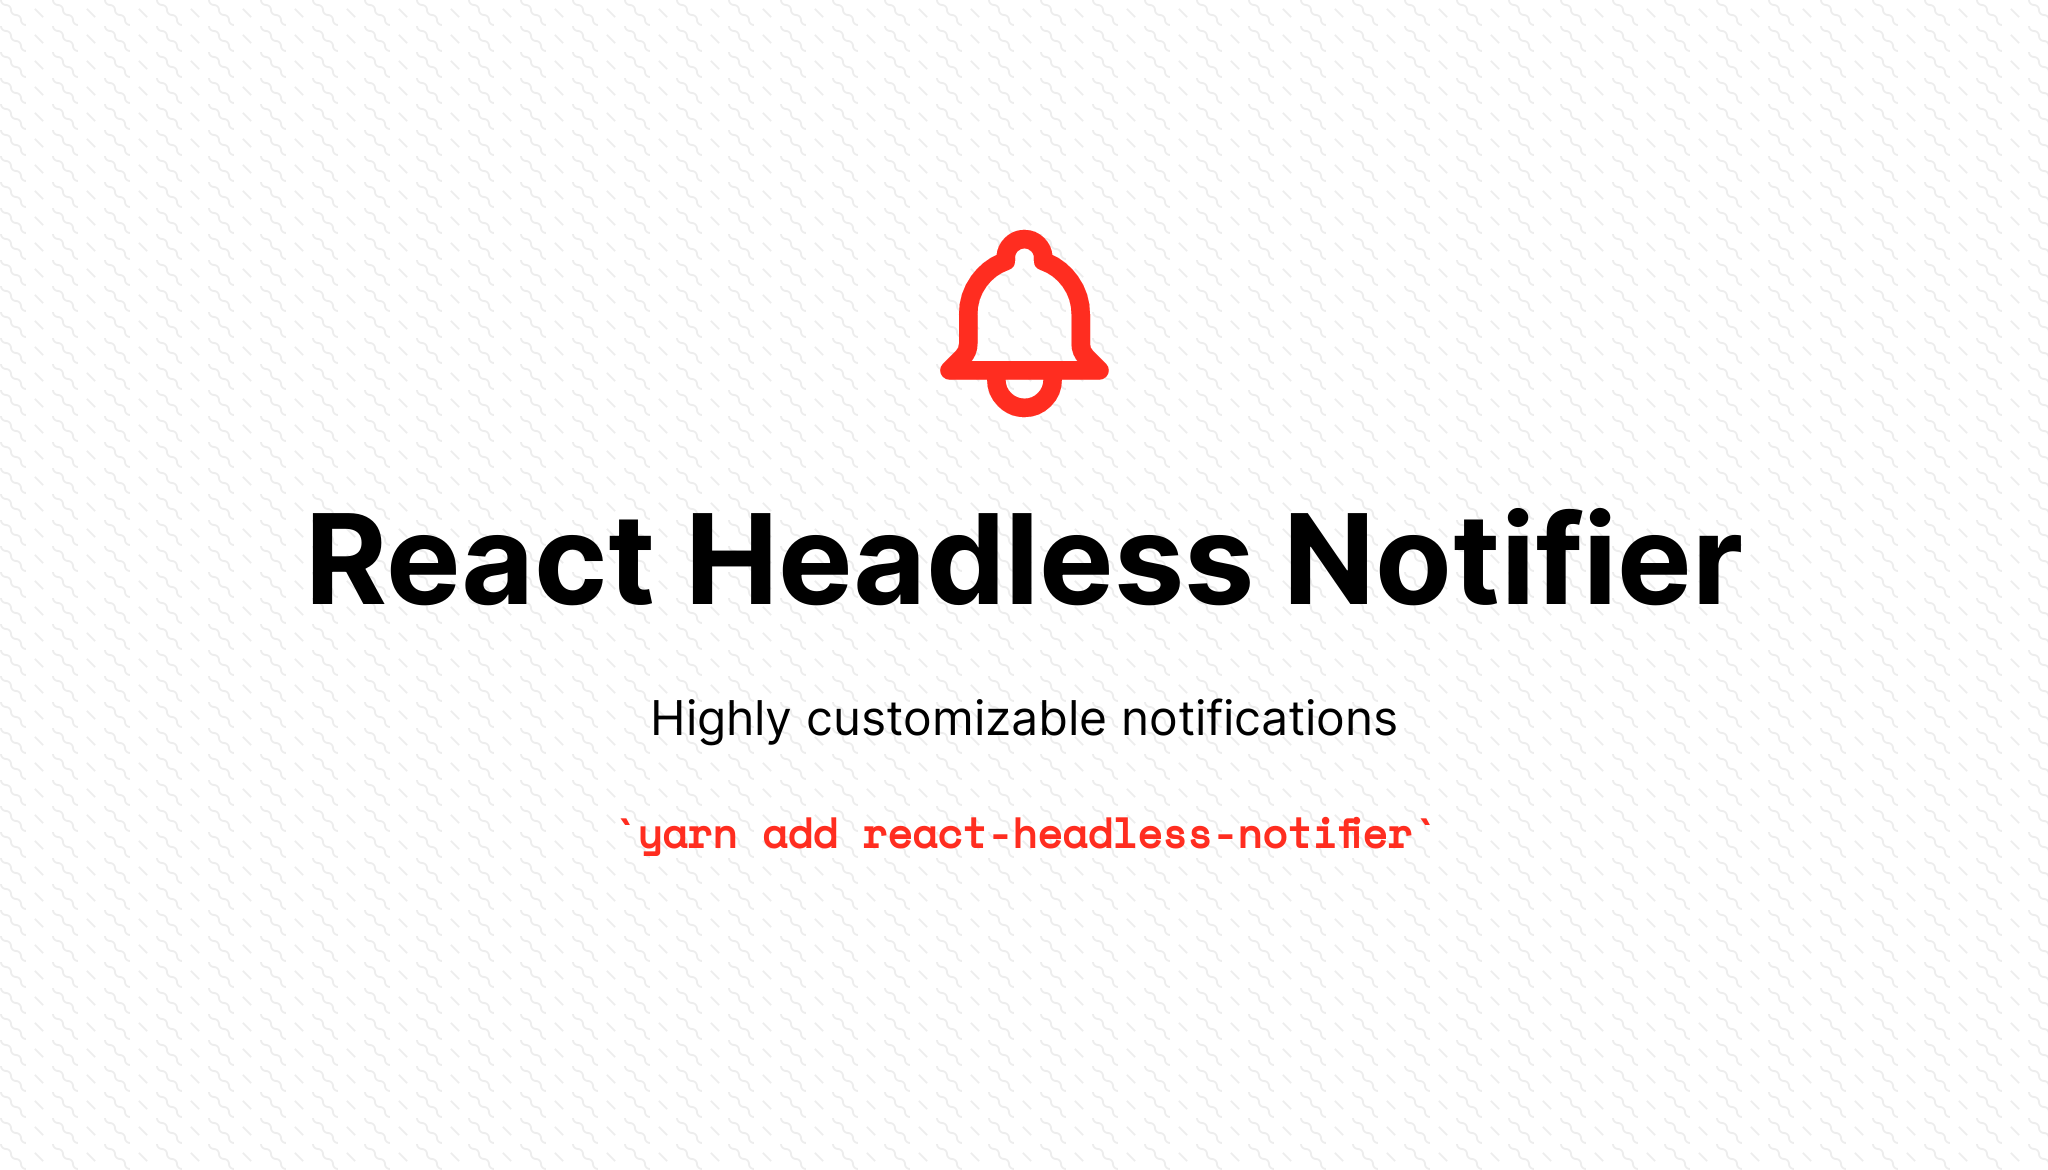 React Headless Notifier
Highly customizable notifications
`yarn add react-headless-notifier`